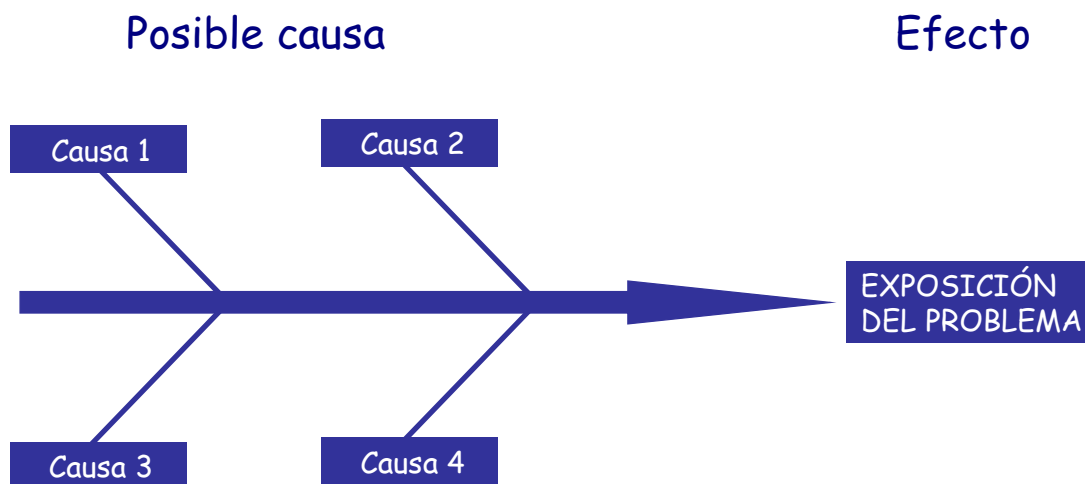 Posible causa
Efecto
Causa 1
Causa 2
EXPOSICIÓN
DEL PROBLEMA
Causa 3
Causa 4